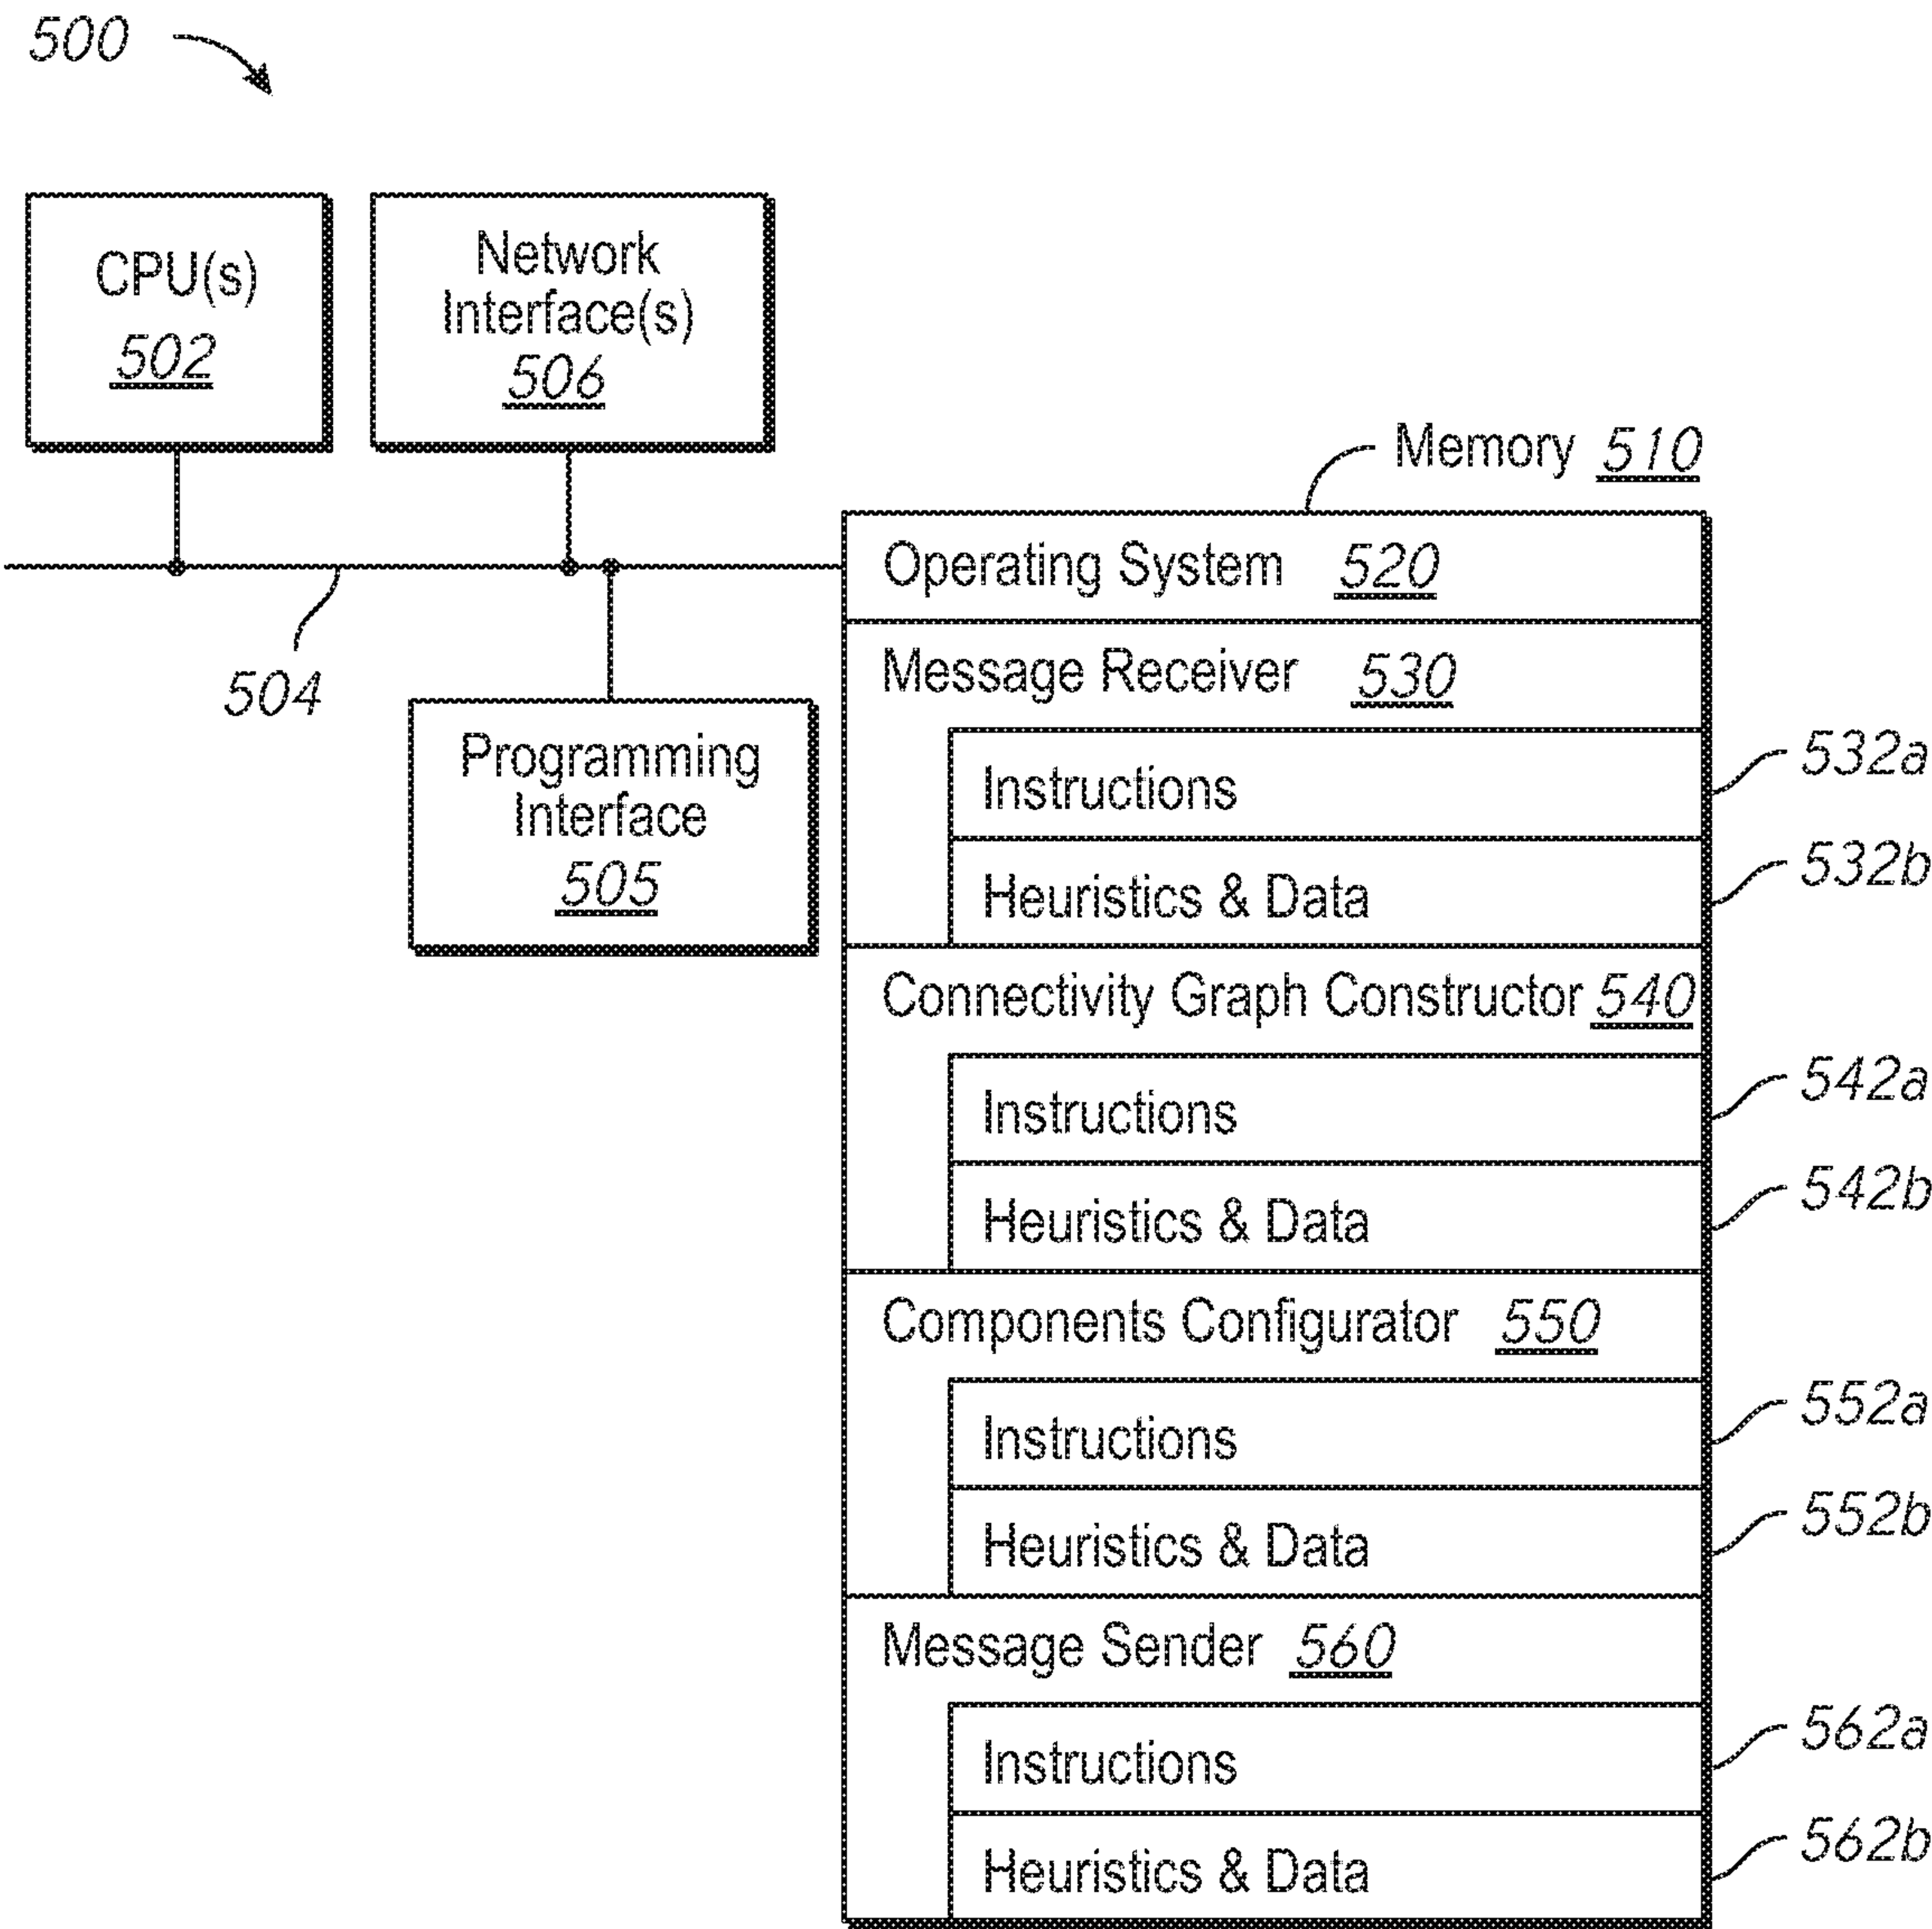 500
CPU(s)
502
Network
Interface(s)
506
Memory 510
504
Programming
Interface
505
Operating System 520
Message Receiver 530
Instructions 532a
Heuristics & Data 532b
Connectivity Graph Constructor 540
Instructions 542a
Heuristics & Data 542b
Components Configurator 550
Instructions 552a
Heuristics & Data 552b
Message Sender 560
Instructions 562a
Heuristics & Data 562b